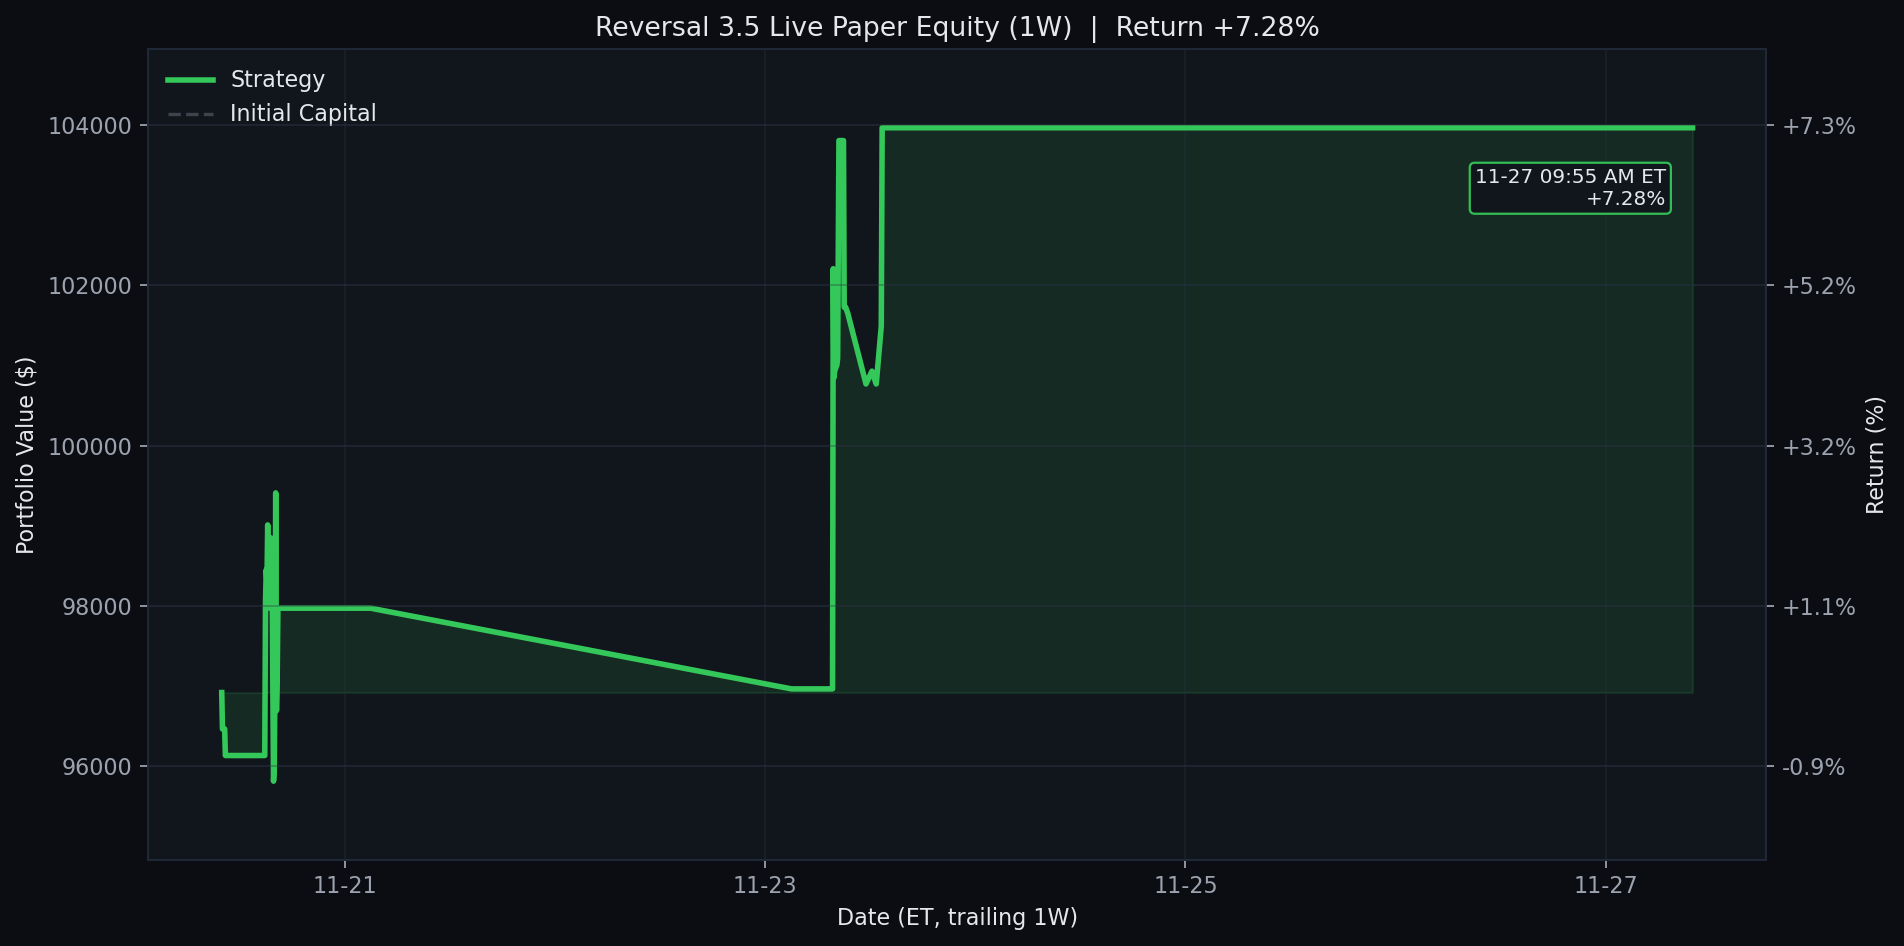 Reversal 3.5 Live Paper Equity (1W)  |  Return +7.28%
Strategy
Initial Capital
104000
102000
100000
98000
96000
Portfolio Value ($)
+7.3%
+5.2%
+3.2%
+1.1%
-0.9%
Return (%)
11-27 09:55 AM ET
+7.28%
11-21
11-23
11-25
11-27
Date (ET, trailing 1W)